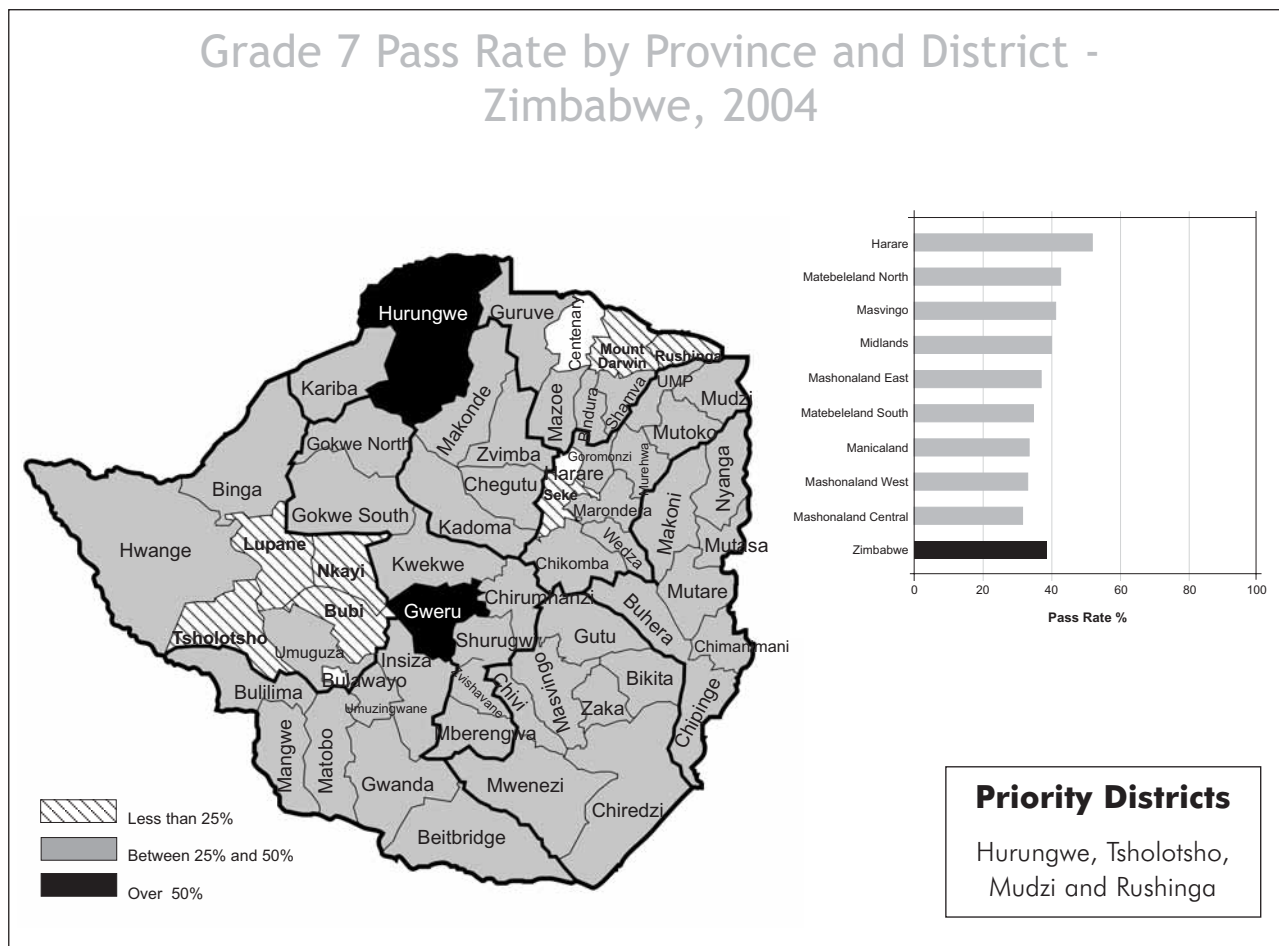 Grade 7 Pass Rate by Province and District -
Zimbabwe, 2004
Hurungwe
Guruve
Centenary
Mount
Darwin
Rushinga
Kariba
Makonde
Mazoe
Bindura
Shamva
UMP
Mudzi
Mutoko
Gokwe North
Zvimba
Goromonzi
Murehwa
Nyanga
Harare
Binga
Chegutu
Seke
Makoni
Gokwe South
Marondera
Kadoma
Hwange
Lupane
Wedza
Mutasa
Nkayi
Kwekwe
Chikomba
Bubi
Gweru
Chirumhanzi
Buhera
Mutare
Tsholotsho
Umuguza
Shurugwi
Gutu
Chimanimani
Insiza
Bulawayo
Bulilima
Zvishavane
Chivi
Masvingo
Bikita
Zaka
Chipinge
Umuzingwane
Mberengwa
Mangwe
Matobo
Gwanda
Mwenezi
Chiredzi
Beitbridge
Less than 25%
Between 25% and 50%
Over 50%
Harare
Matebeleland North
Masvingo
Midlands
Mashonaland East
Matebeleland South
Manicaland
Mashonaland West
Mashonaland Central
Zimbabwe
0 20 40 60 80 100
Pass Rate %
Priority Districts
Hurungwe, Tsholotsho,
Mudzi and Rushinga